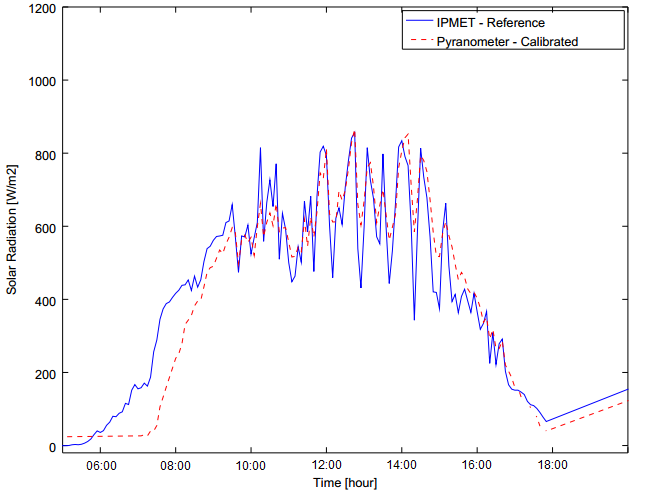 1200
1000
800
600
400
200
0
Solar Radiation [W/m2]
IPMET - Reference
Pyranometer - Calibrated
06:00 08:00 10:00 12:00 14:00 16:00 18:00
Time [hour]